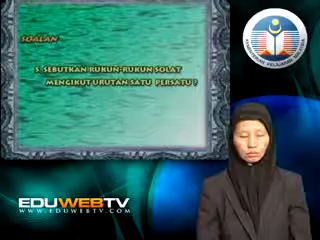 SOALAN :
5. SEBUTKAN RUKUN-RUKUN SOLAT
MENGIKUT URUTAN SATU PERSATU ?
EDUWEBTV
WWW.EDUWEBTV.COM